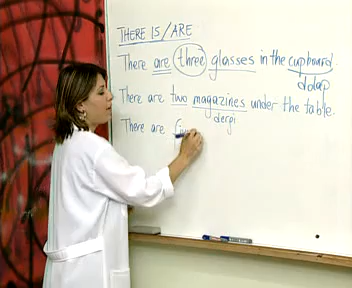 THERE IS / ARE
There are three glasses in the cupboard.
dolap
There are two magazines under the table.
dergi
There are